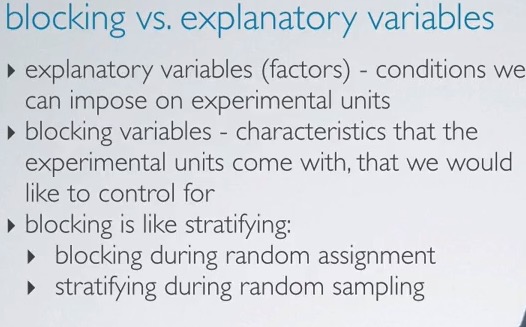 blocking vs. explanatory variables
explanatory variables (factors) - conditions we
can impose on experimental units
blocking variables - characteristics that the
experimental units come with, that we would
like to control for
blocking is like stratifying:
blocking during random assignment
stratifying during random sampling